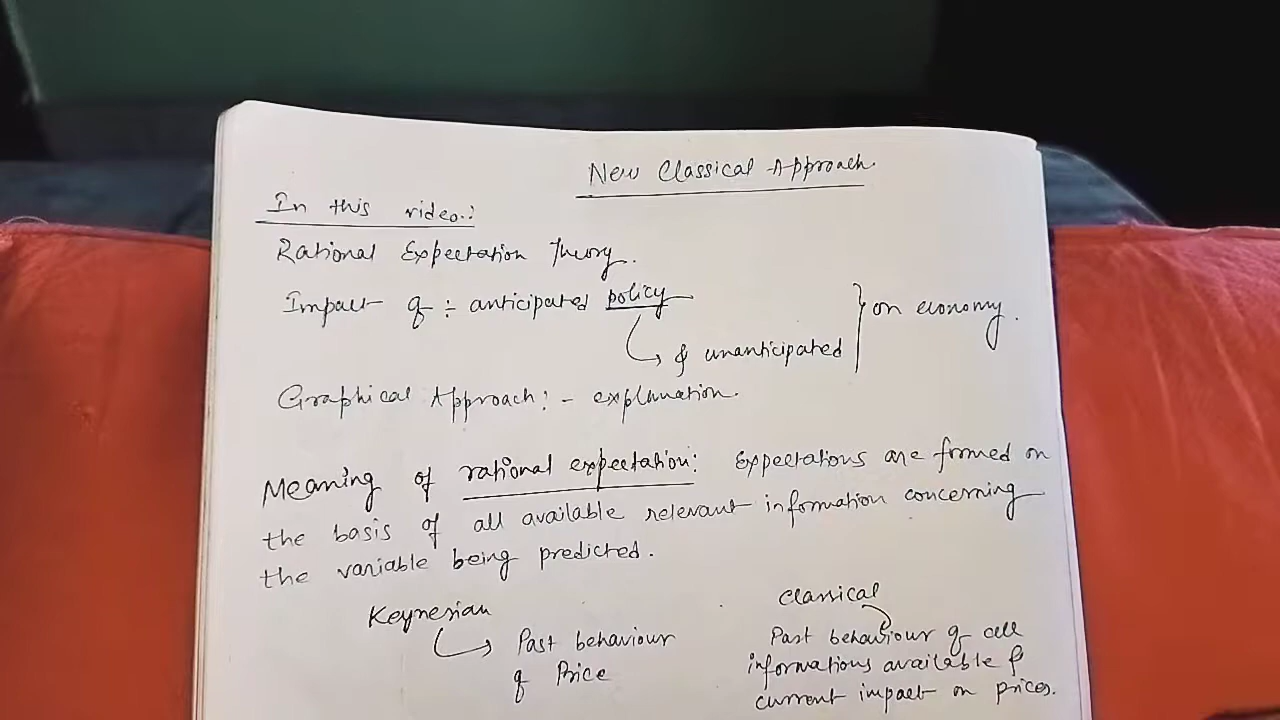 New Classical Approach.
In this video.:
Rational Expectation Theory.
Impact of :- anticipated policy
& unanticipated } on economy.
Graphical Approach: - explanation.
Meaning of rational expectation: Expectations are formed on
the basis of all available relevant information concerning
the variable being predicted.
Keynesian
Past behaviour
of Price
Classical
Past behaviour of all
informations available &
current impact on prices.